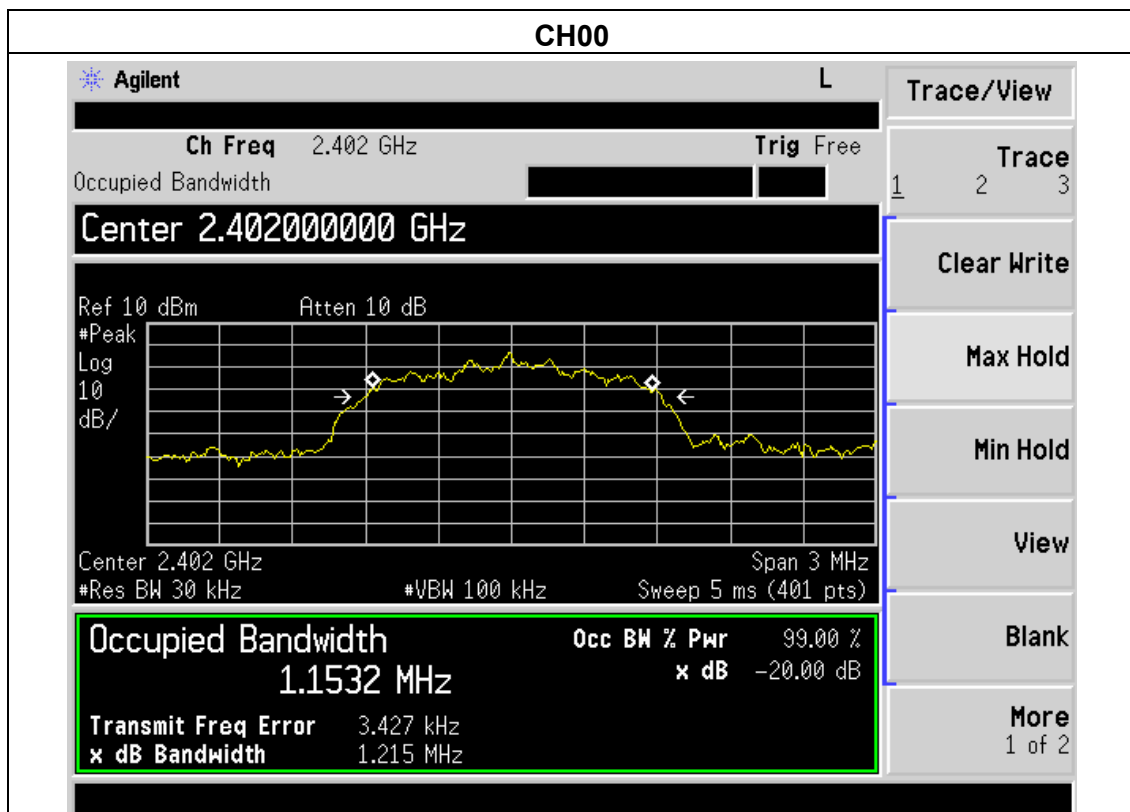 CH00
Agilent L
Trace/View
Ch Freq 2.402 GHz Trig Free
Occupied Bandwidth
Trace
1 2 3
Center 2.402000000 GHz
Clear Write
Ref 10 dBm Atten 10 dB
#Peak
Log
10
dB/
Max Hold
Min Hold
View
Center 2.402 GHz Span 3 MHz
#Res BW 30 kHz #VBW 100 kHz Sweep 5 ms (401 pts)
Occupied Bandwidth Occ BW % Pwr 99.00 %
1.1532 MHz x dB -20.00 dB
Blank
Transmit Freq Error 3.427 kHz
x dB Bandwidth 1.215 MHz
More
1 of 2